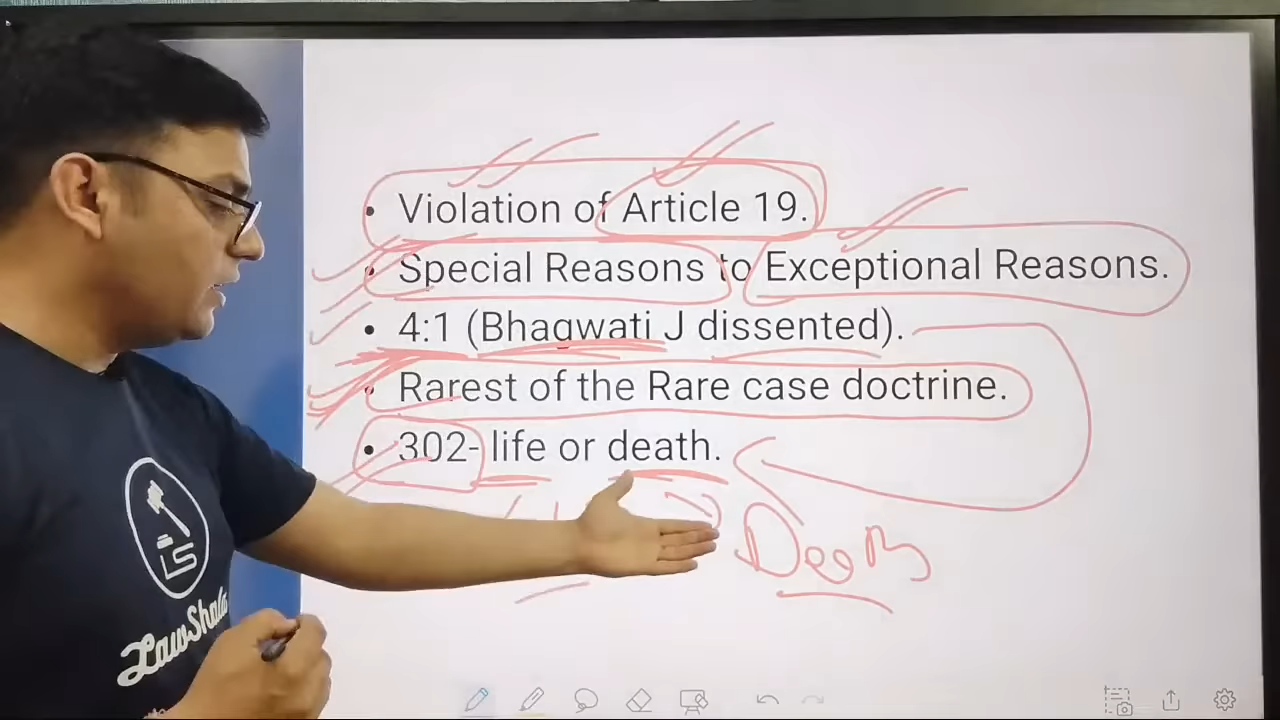 • Violation of Article 19.
• Special Reasons to Exceptional Reasons.
• 4:1 (Bhagwati J dissented).
• Rarest of the Rare case doctrine.
• 302- life or death.
Death
LS
LawShala